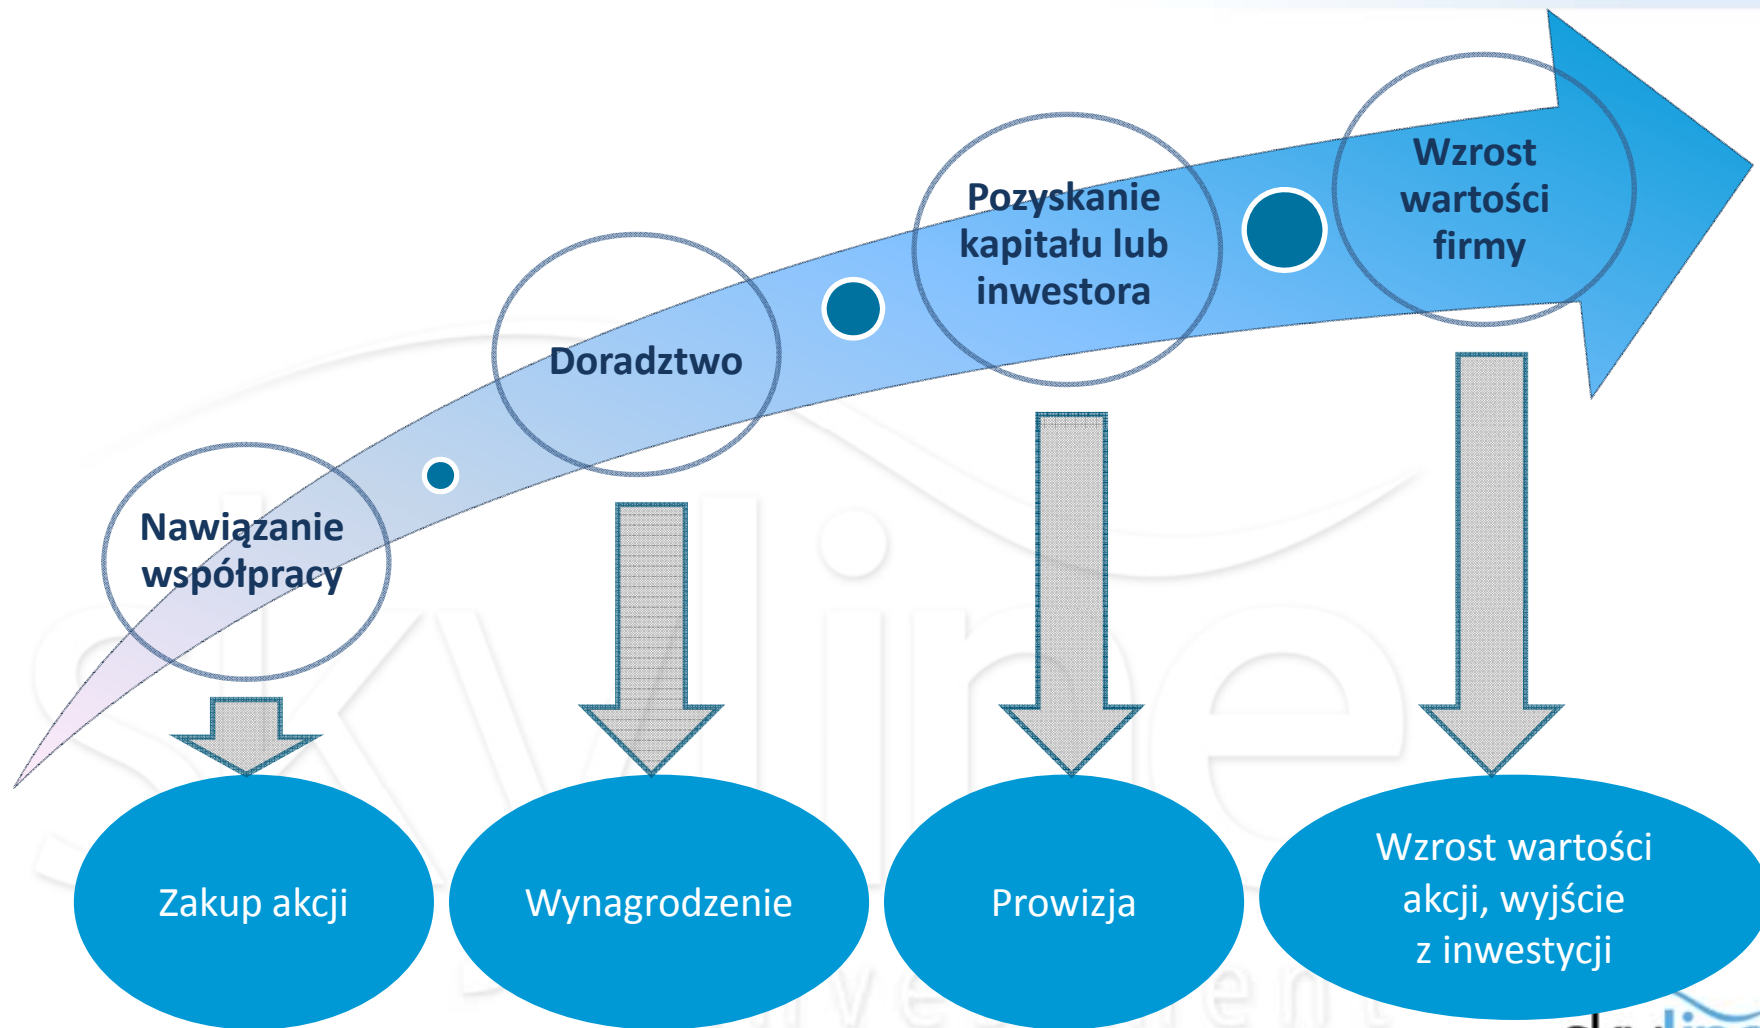 Wzrost
wartości
firmy
Pozyskanie
kapitału lub
inwestora
Doradztwo
Nawiązanie
współpracy
Zakup akcji
Wynagrodzenie
Prowizja
Wzrost wartości
akcji, wyjście
z inwestycji
skyline